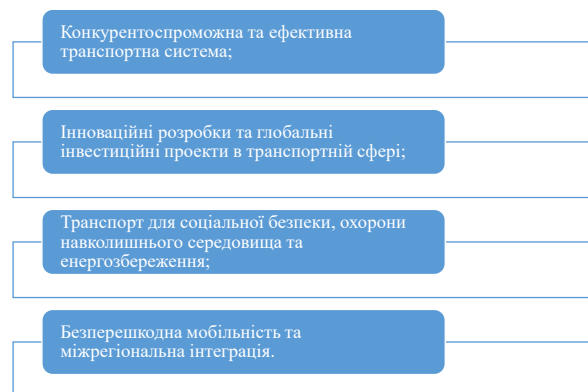 Конкурентоспроможна та ефективна
транспортна система;
Інноваційні розробки та глобальні
інвестиційні проекти в транспортній сфері;
Транспорт для соціальної безпеки, охорони
навколишнього середовища та
енергозбереження;
Безперешкодна мобільність та
міжрегіональна інтеграція.